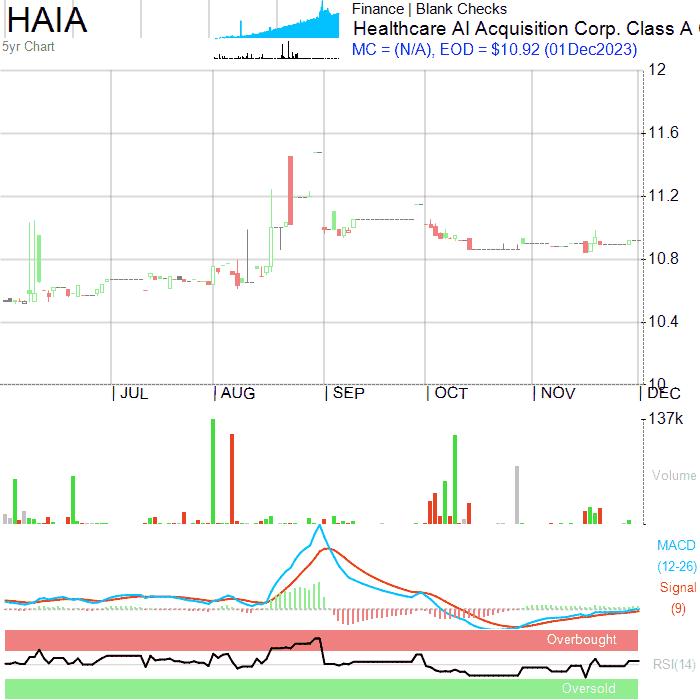 HAIA
5yr Chart
Finance | Blank Checks
Healthcare AI Acquisition Corp. Class A
MC = (N/A), EOD = $10.92 (01Dec2023)
12
11.6
11.2
10.8
10.4
10
| JUL | AUG | SEP | OCT | NOV | DEC
137k
Volume
MACD
(12-26)
Signal
(9)
Overbought
RSI(14)
Oversold